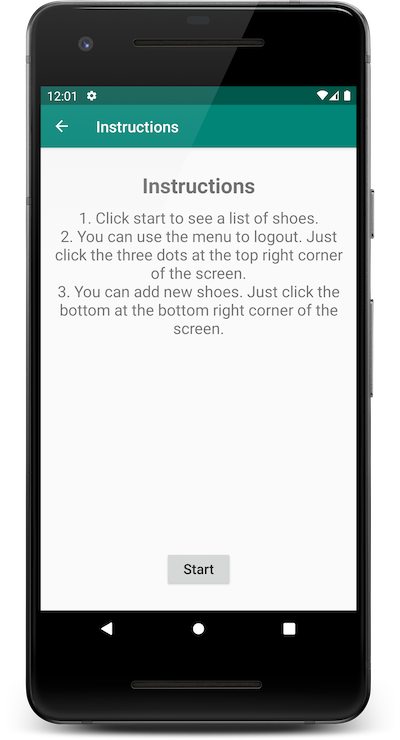 12:01
Instructions
Instructions
1. Click start to see a list of shoes.
2. You can use the menu to logout. Just
click the three dots at the top right corner
of the screen.
3. You can add new shoes. Just click the
bottom at the bottom right corner of the
screen.
Start